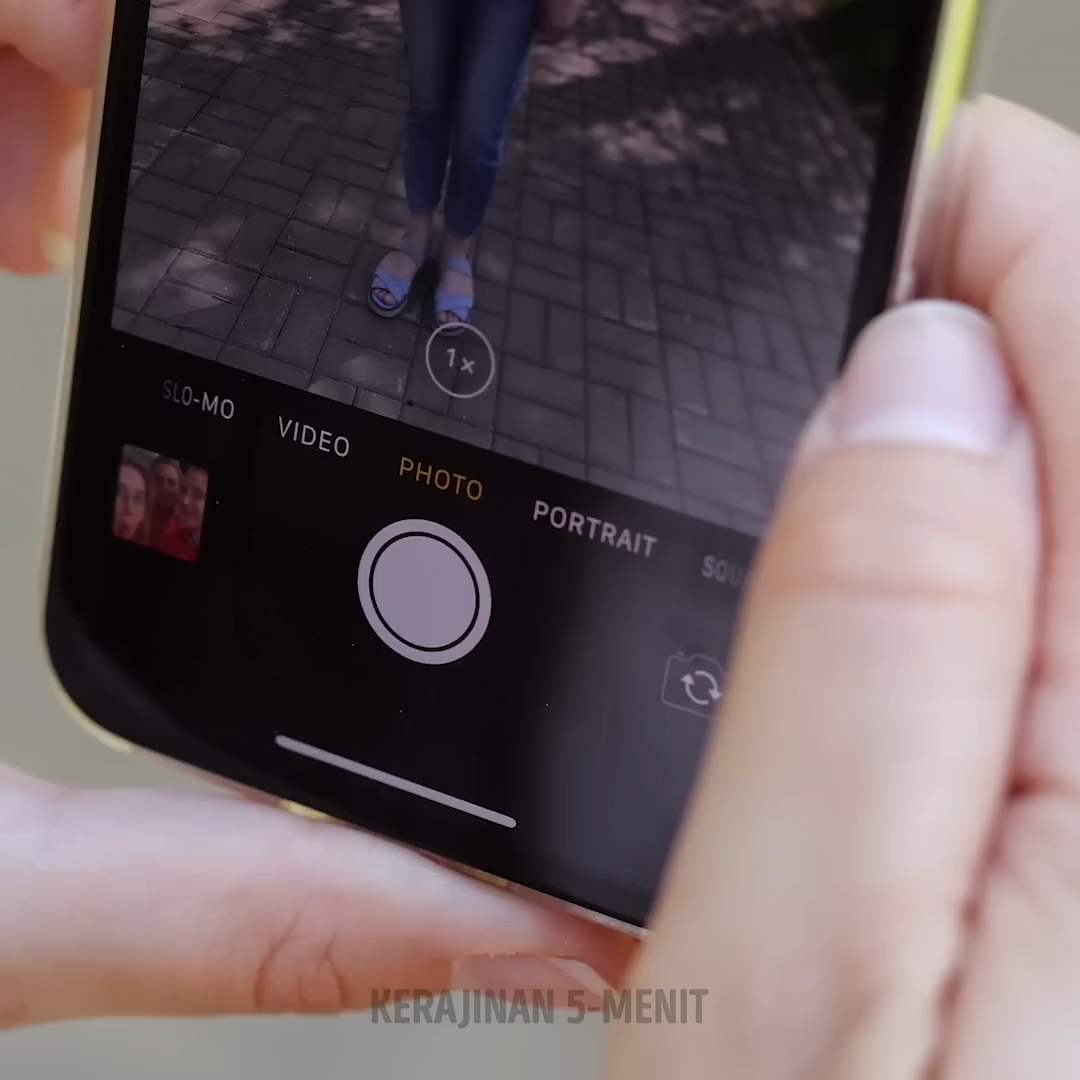 1×
SLO-MO
VIDEO
PHOTO
PORTRAIT
KERAJINAN 5-MENIT